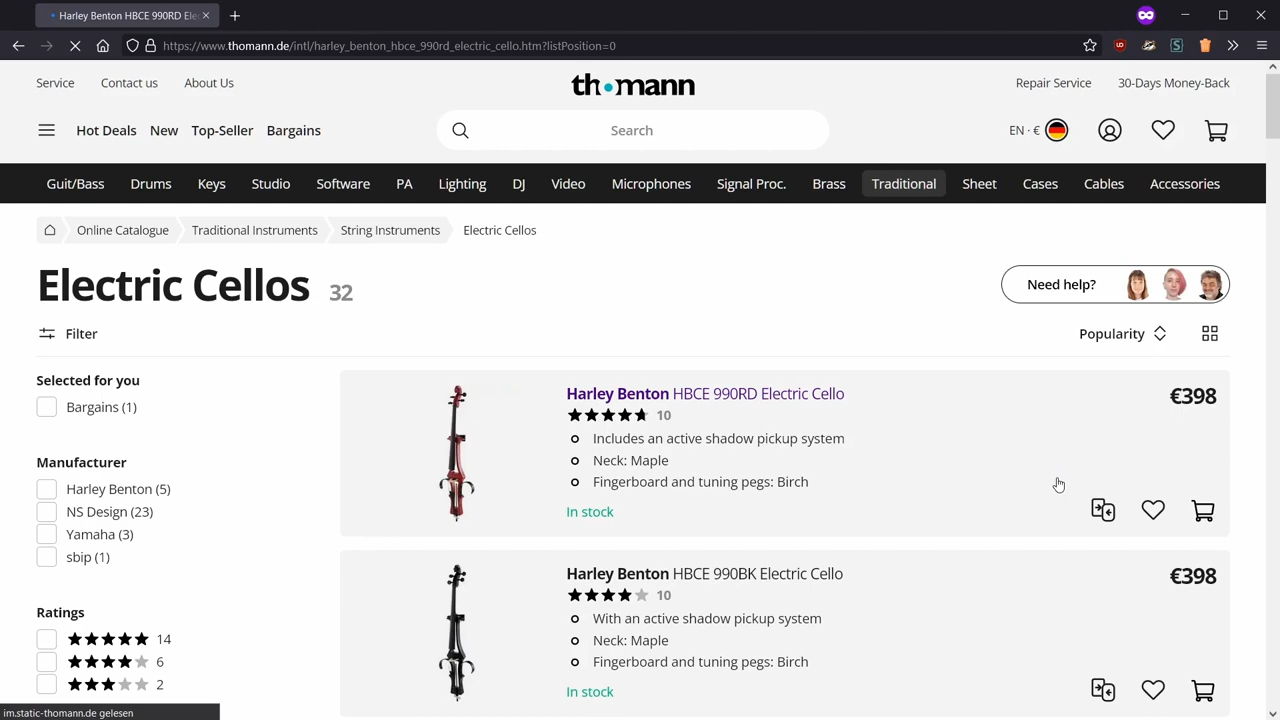 Harley Benton HBCE 990RD Ele
https://www.thomann.de/intl/harley_benton_hbce_990rd_electric_cello.htm?listPosition=0
Service Contact us About Us
th•mann
Repair Service 30-Days Money-Back
Hot Deals New Top-Seller Bargains
Search
EN · €
Guit/Bass Drums Keys Studio Software PA Lighting DJ Video Microphones Signal Proc. Brass Traditional Sheet Cases Cables Accessories
Online Catalogue Traditional Instruments String Instruments Electric Cellos
Electric Cellos 32
Need help?
Filter
Popularity
Selected for you
Bargains (1)
Manufacturer
Harley Benton (5)
NS Design (23)
Yamaha (3)
sbip (1)
Ratings
14
6
2
Harley Benton HBCE 990RD Electric Cello
€398
10
Includes an active shadow pickup system
Neck: Maple
Fingerboard and tuning pegs: Birch
In stock
Harley Benton HBCE 990BK Electric Cello
€398
10
With an active shadow pickup system
Neck: Maple
Fingerboard and tuning pegs: Birch
In stock
im.static-thomann.de gelesen